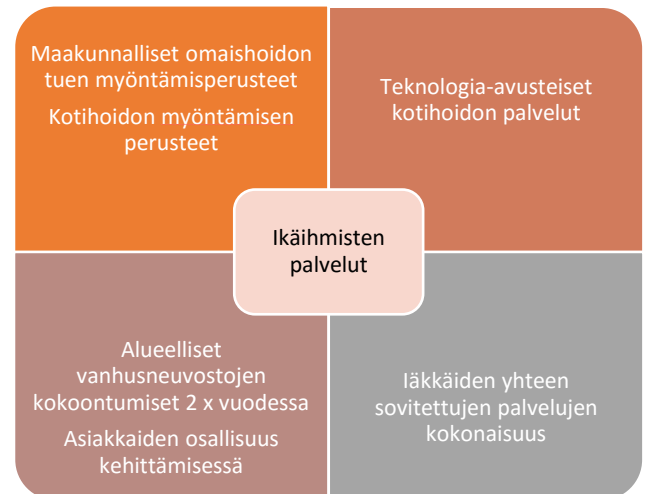 Maakunnalliset omaishoidon
tuen myöntämisperusteet
Kotihoidon myöntämisen
perusteet
Teknologia-avusteiset
kotihoidon palvelut
Ikäihmisten
palvelut
Alueelliset
vanhusneuvostojen
kokoontumiset 2 x vuodessa
Asiakkaiden osallisuus
kehittämisessä
Iäkkäiden yhteen
sovitettujen palvelujen
kokonaisuus